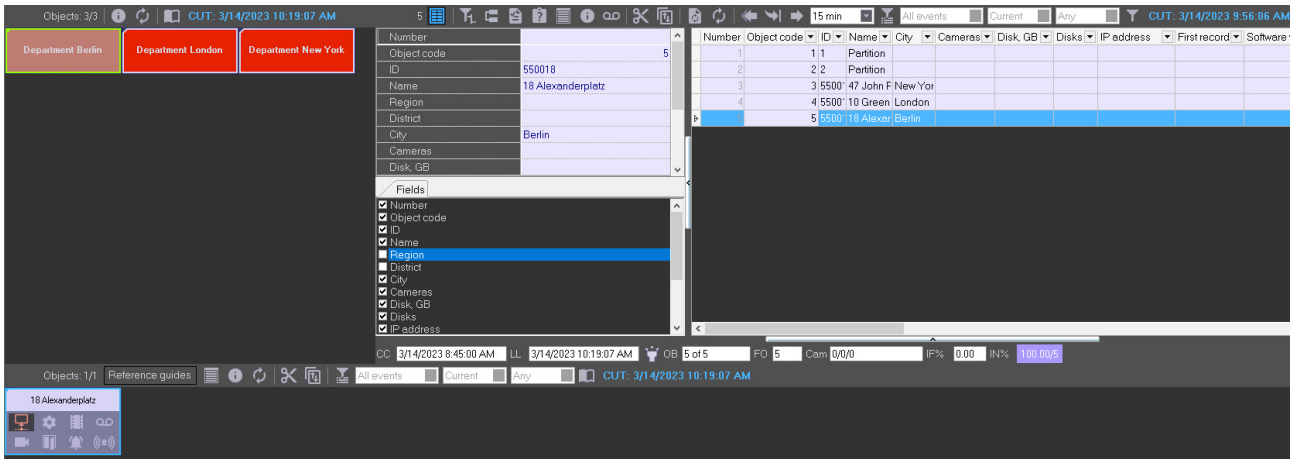 Objects: 3/3 CUT: 3/14/2023 10:19:07 AM
5
15 min All events Current Any CUT: 3/14/2023 9:56:06 AM
Department Berlin Department London Department New York
Number
Object code 5
ID 550018
Name 18 Alexanderplatz
Region
District
City Berlin
Cameras
Disk, GB
Fields
Number
Object code
ID
Name
Region
District
City
Cameras
Disk, GB
Disks
IP address
Number Object code ID Name City Cameras Disk, GB Disks IP address First record Software
1 1 1 Partition
2 2 2 Partition
3 3 5500 47 John F New Yor
4 4 5500 10 Green London
5 5500 18 Alexar Berlin
CC 3/14/2023 8:45:00 AM LL 3/14/2023 10:19:07 AM OB 5 of 5 FO 5 Cam 0/0/0 IF% 0.00 IN% 100.00/5
Objects: 1/1 Reference guides All events Current Any CUT: 3/14/2023 10:19:07 AM
18 Alexanderplatz